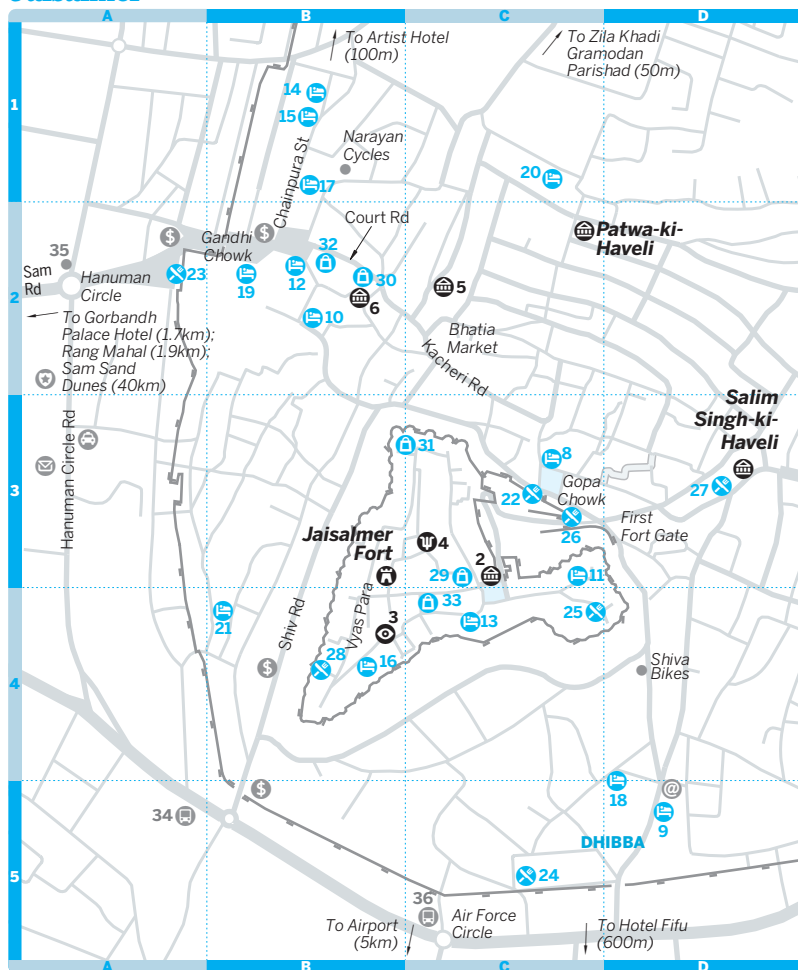 A B C D
To Artist Hotel
(100m)
To Zila Khadi
Gramodan
Parishad (50m)
1
14
15
Narayan
Cycles
Chainpura St
17
20
Court Rd
Patwa-ki-
Haveli
35
$
Gandhi
Chowk
$
32
Sam
Rd
Hanuman
Circle
23
19
12
30
5
2
6
10
To Gorbandh
Palace Hotel (1.7km);
Rang Mahal (1.9km);
Sam Sand
Dunes (40km)
Bhatia
Market
Kacheri Rd
Salim
Singh-ki-
Haveli
31
8
Hanuman Circle Rd
3
22
Gopa
Chowk
27
26
First
Fort Gate
Jaisalmer
Fort
4
2
29
11
21
Shiv Rd
Vyas Para
33
3
13
25
28
16
$
4
Shiva
Bikes
$
34
18
@
9
DHIBBA
5
24
36
To Airport
(5km)
Air Force
Circle
To Hotel Fifu
(600m)
A B C D